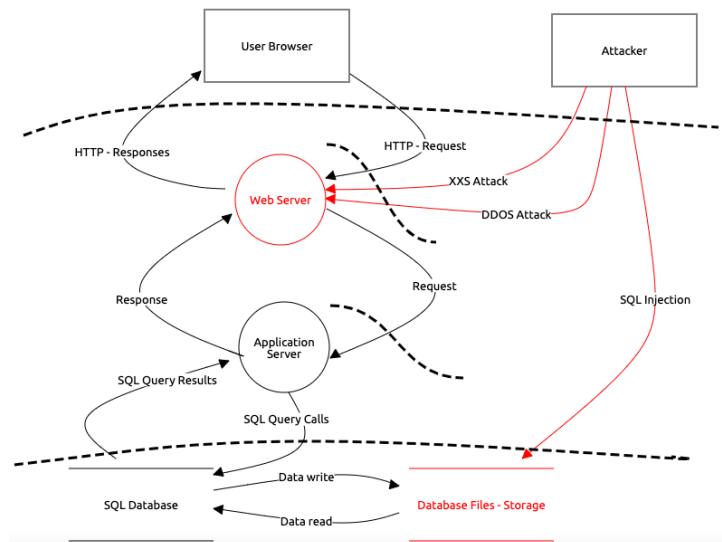 User Browser
Attacker
HTTP - Responses
HTTP - Request
XXS Attack
Web Server
DDOS Attack
Response
Request
SQL Injection
Application
Server
SQL Query Results
SQL Query Calls
Data write
SQL Database
Database Files - Storage
Data read